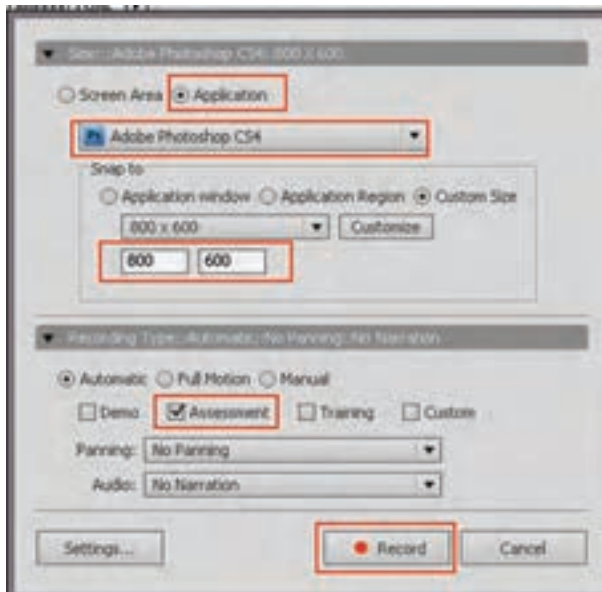 Size: Adobe Photoshop CS4: 800 x 600
Screen Area Application
Ps Adobe Photoshop CS4
Snap to
Application window Application Region Custom Size
800 x 600 Customize
800 600
Recording Type: Automatic: No Panning: No Narration
Automatic Full Motion Manual
Demo Assessment Training Custom
Panning: No Panning
Audio: No Narration
Settings... Record Cancel